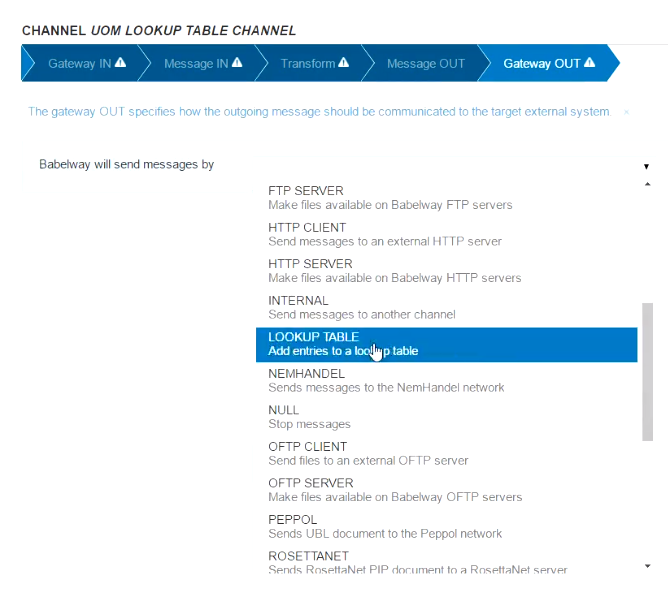 CHANNEL UOM LOOKUP TABLE CHANNEL
Gateway IN Message IN Transform Message OUT Gateway OUT
The gateway OUT specifies how the outgoing message should be communicated to the target external system. ×
Babelway will send messages by
FTP SERVER
Make files available on Babelway FTP servers
HTTP CLIENT
Send messages to an external HTTP server
HTTP SERVER
Make files available on Babelway HTTP servers
INTERNAL
Send messages to another channel
LOOKUP TABLE
Add entries to a lookup table
NEMHANDEL
Sends messages to the NemHandel network
NULL
Stop messages
OFTP CLIENT
Send files to an external OFTP server
OFTP SERVER
Make files available on Babelway OFTP servers
PEPPOL
Sends UBL document to the Peppol network
ROSETTANET
Sends RosettaNet PIP document to a RosettaNet server